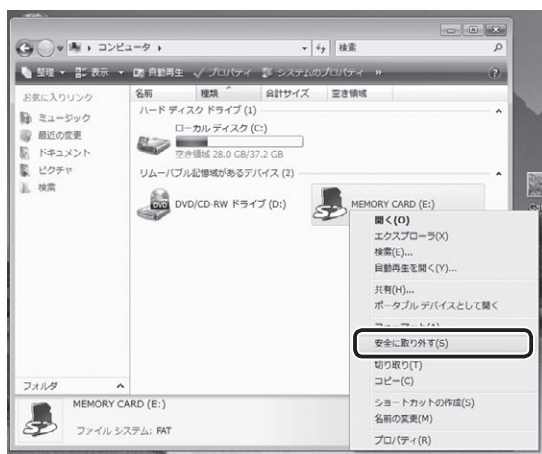 コンピュータ
検索
整理
表示
自動再生
プロパティ
システムのプロパティ
»
お気に入りリンク
ミュージック
最近の変更
ドキュメント
ピクチャ
検索
フォルダ
名前 種類 合計サイズ 空き領域
ハード ディスク ドライブ (1)
ローカル ディスク (C:)
空き領域 28.0 GB/37.2 GB
リムーバブル記憶域があるデバイス (2)
DVD/CD-RW ドライブ (D:)
MEMORY CARD (E:)
開く(O)
エクスプローラ(X)
検索(E)...
自動再生を開く(Y)...
共有(H)...
ポータブル デバイスとして開く
フォーマット(A)...
安全に取り外す(S)
切り取り(T)
コピー(C)
ショートカットの作成(S)
名前の変更(M)
プロパティ(R)
MEMORY CARD (E:)
ファイル システム: FAT